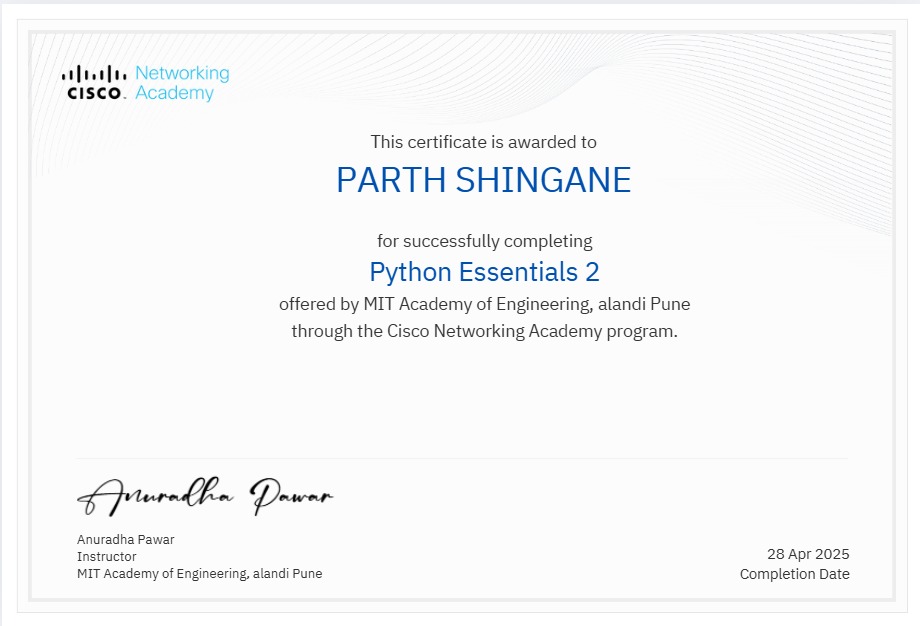 Networking
CISCO. Academy
This certificate is awarded to
PARTH SHINGANE
for successfully completing
Python Essentials 2
offered by MIT Academy of Engineering, alandi Pune
through the Cisco Networking Academy program.
Anuradha Pawar
Anuradha Pawar
Instructor
MIT Academy of Engineering, alandi Pune
28 Apr 2025
Completion Date